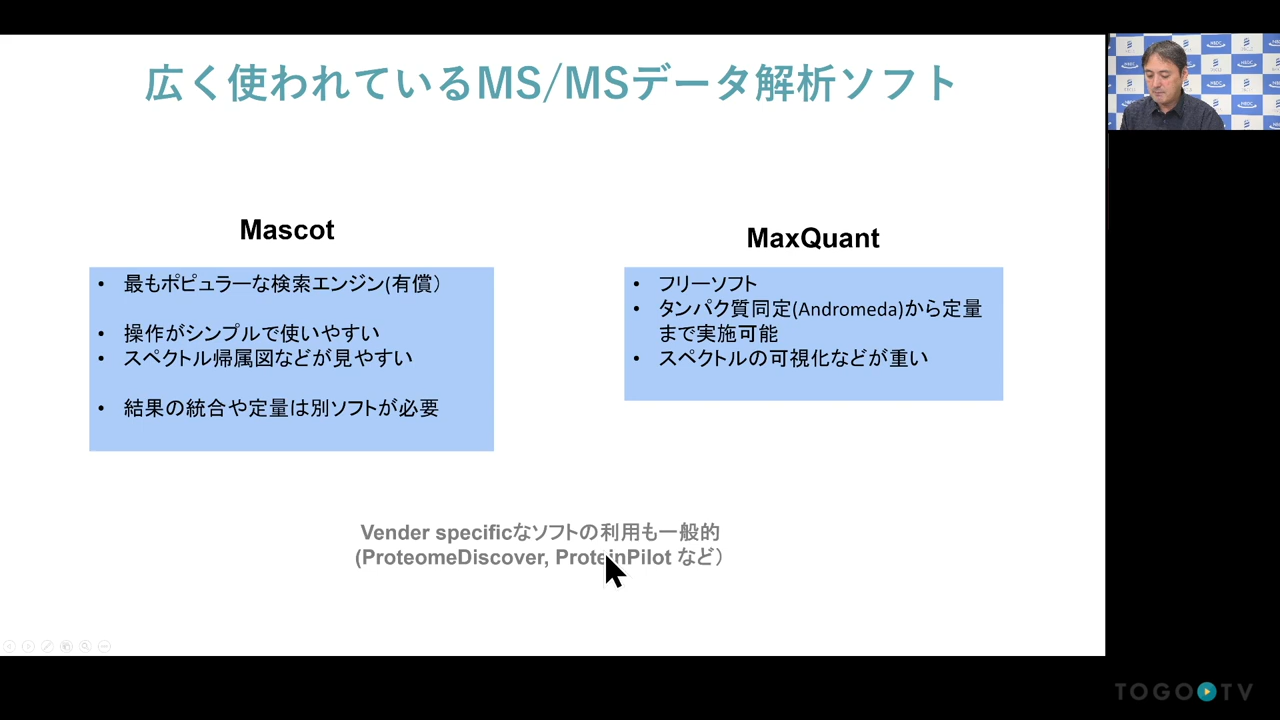 広く使われているMS/MSデータ解析ソフト
Mascot
• 最もポピュラーな検索エンジン(有償）
• 操作がシンプルで使いやすい
• スペクトル帰属図などが見やすい
• 結果の統合や定量は別ソフトが必要
MaxQuant
• フリーソフト
• タンパク質同定(Andromeda)から定量
まで実施可能
• スペクトルの可視化などが重い
Vender specificなソフトの利用も一般的
(ProteomeDiscover, ProteinPilot など）
TOGO TV